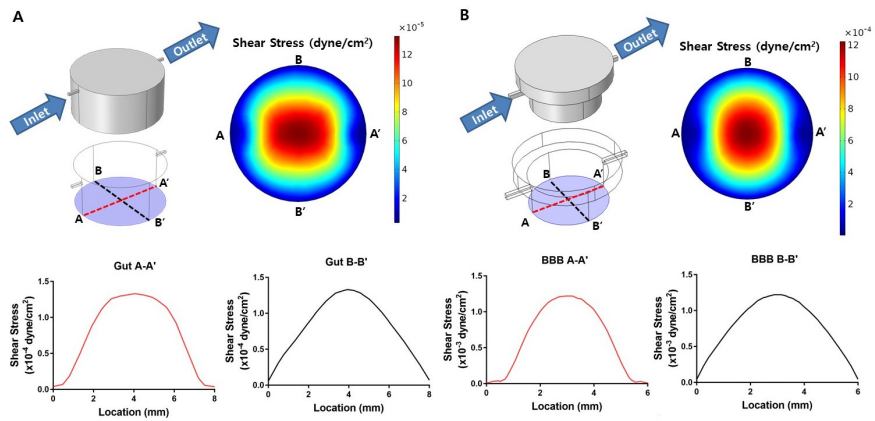 A
Inlet
Outlet
Shear Stress (dyne/cm²)
B
A
A'
B'
×10⁻⁵
12
10
8
6
4
2
B
A'
A
B'
B
Inlet
Outlet
Shear Stress (dyne/cm²)
B
A
A'
B'
×10⁻⁴
12
10
8
6
4
2
B
A'
A
B'
Gut A-A'
Shear Stress
(x10⁻⁴ dyne/cm²)
1.5
1.0
0.5
0.0
0 2 4 6 8
Location (mm)
Gut B-B'
Shear Stress
(x10⁻⁴ dyne/cm²)
1.5
1.0
0.5
0.0
0 2 4 6 8
Location (mm)
BBB A-A'
Shear Stress
(x10⁻³ dyne/cm²)
1.5
1.0
0.5
0.0
0 2 4 6
Location (mm)
BBB B-B'
Shear Stress
(x10⁻³ dyne/cm²)
1.5
1.0
0.5
0.0
0 2 4 6
Location (mm)